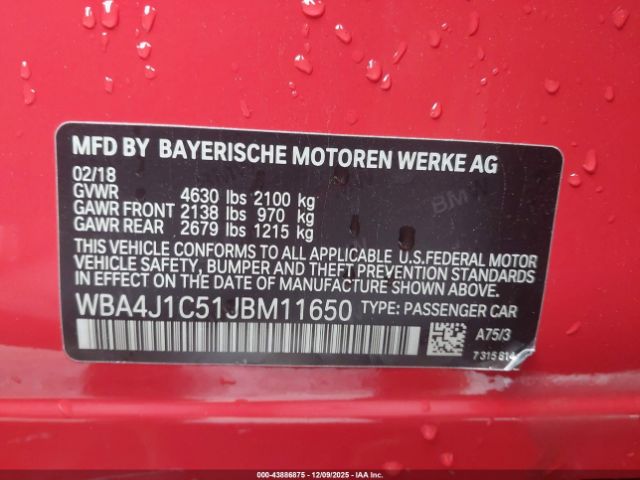 MFD BY BAYERISCHE MOTOREN WERKE AG
02/18
GVWR 4630 lbs 2100 kg
GAWR FRONT 2138 lbs 970 kg
GAWR REAR 2679 lbs 1215 kg
THIS VEHICLE CONFORMS TO ALL APPLICABLE U.S.FEDERAL MOTOR
VEHICLE SAFETY, BUMPER AND THEFT PREVENTION STANDARDS
IN EFFECT ON THE DATE OF MANUFACTURE SHOWN ABOVE.
WBA4J1C51JBM11650 TYPE: PASSENGER CAR
A75/3
7 315 814
BMW
000-43886875 | 12/09/2025 - IAA.com